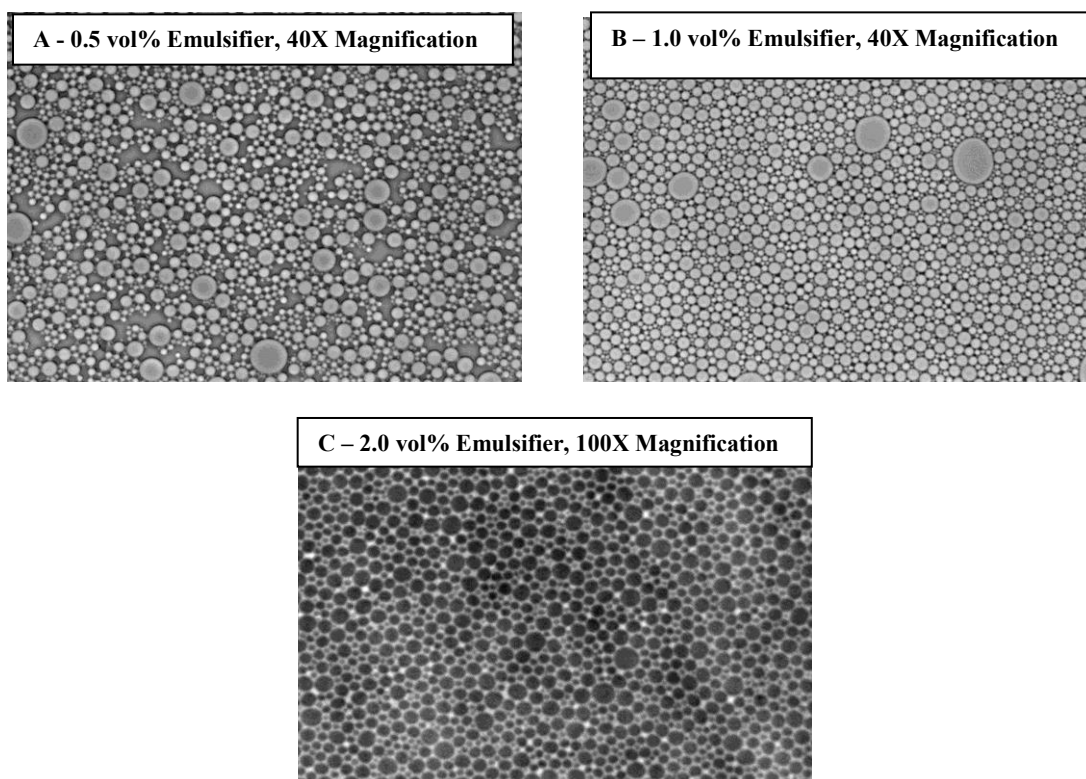 A - 0.5 vol% Emulsifier, 40X Magnification
B – 1.0 vol% Emulsifier, 40X Magnification
C – 2.0 vol% Emulsifier, 100X Magnification